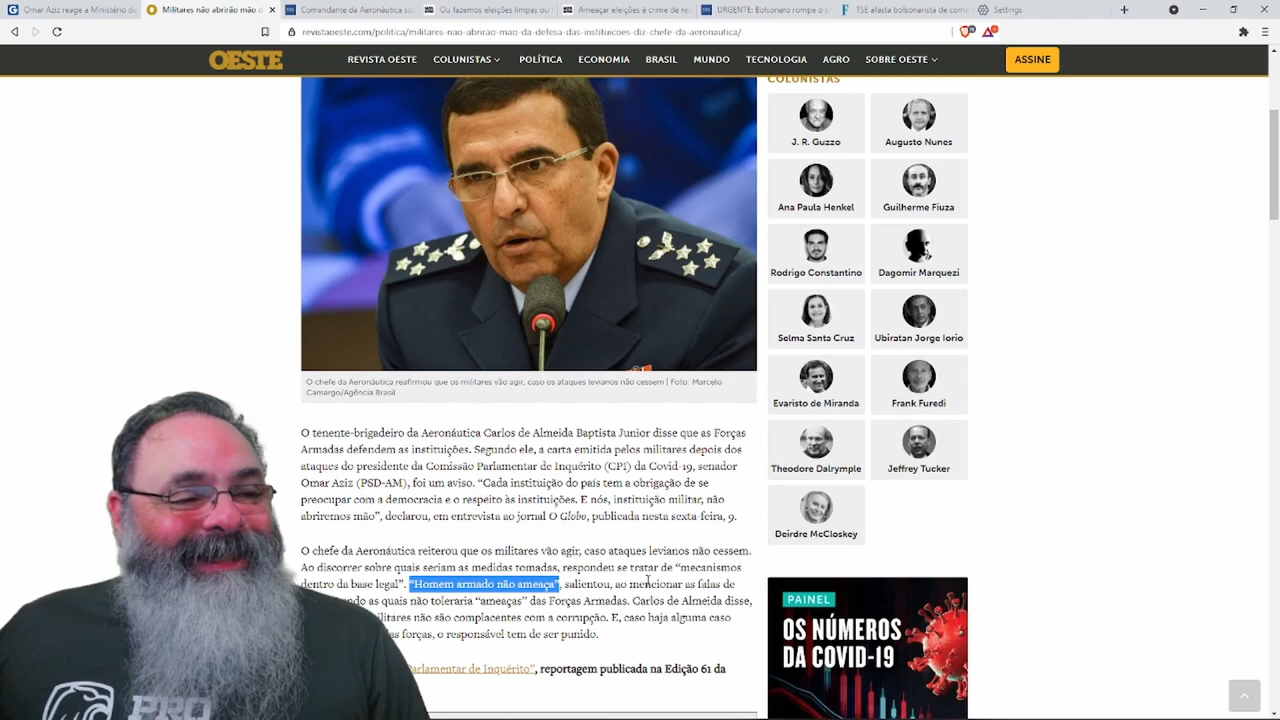 Omar Aziz reage a Ministério da
Militares não abrirão mão d
Comandante da Aeronáutica
Ou fazemos eleições limpas ou
Ameaçar eleições é crime de re
URGENTE: Bolsonaro rompe o s
TSE afasta bolsonarista de com
Settings
revistaoeste.com/politica/militares-nao-abrirao-mao-da-defesa-das-instituicoes-diz-chefe-da-aeronautica/
OESTE
REVISTA OESTE COLUNISTAS POLÍTICA ECONOMIA BRASIL MUNDO TECNOLOGIA AGRO SOBRE OESTE ASSINE
COLUNISTAS
J. R. Guzzo
Augusto Nunes
Ana Paula Henkel
Guilherme Fiuza
Rodrigo Constantino
Dagomir Marquezi
Selma Santa Cruz
Ubiratan Jorge Iorio
Evaristo de Miranda
Frank Furedi
Theodore Dalrymple
Jeffrey Tucker
Deirdre McCloskey
O chefe da Aeronáutica reafirmou que os militares vão agir, caso os ataques levianos não cessem | Foto: Marcelo
Camargo/Agência Brasil
O tenente-brigadeiro da Aeronáutica Carlos de Almeida Baptista Junior disse que as Forças
Armadas defendem as instituições. Segundo ele, a carta emitida pelos militares depois dos
ataques do presidente da Comissão Parlamentar de Inquérito (CPI) da Covid-19, senador
Omar Aziz (PSD-AM), foi um aviso. “Cada instituição do país tem a obrigação de se
preocupar com a democracia e o respeito às instituições. E nós, instituição militar, não
abriremos mão”, declarou, em entrevista ao jornal O Globo, publicada nesta sexta-feira, 9.
O chefe da Aeronáutica reiterou que os militares vão agir, caso ataques levianos não cessem.
Ao discorrer sobre quais seriam as medidas tomadas, respondeu se tratar de “mecanismos
dentro da base legal”. “Homem armado não ameaça”, salientou, ao mencionar as falas de
ndo as quais não toleraria “ameaças” das Forças Armadas. Carlos de Almeida disse,
ilitares não são complacentes com a corrupção. E, caso haja alguma caso
as forças, o responsável tem de ser punido.
Parlamentar de Inquérito”, reportagem publicada na Edição 61 da
PAINEL
OS NÚMEROS
DA COVID-19
PRO